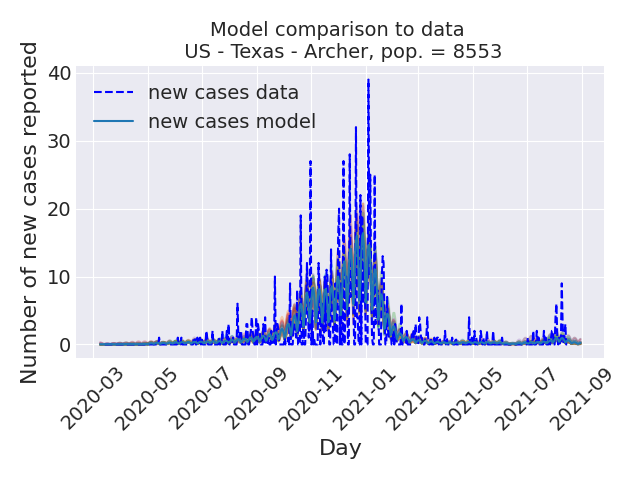 Model comparison to data
US - Texas - Archer, pop. = 8553
Number of new cases reported
40
30
20
10
0
new cases data
new cases model
2020-03
2020-05
2020-07
2020-09
2020-11
2021-01
2021-03
2021-05
2021-07
2021-09
Day